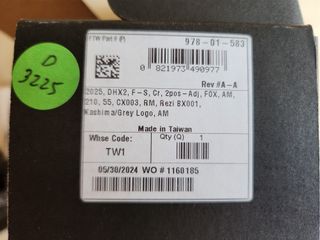 D
3225
FTW Part # (P)
978-01-583
0 821973 490977
Rev #A-A
2025, DHX2, F-S, Cr, 2pos-Adj, FOX, AM,
210, 55, CX003, RM, Rezi BX001,
Kashima/Grey Logo, AM
Made in Taiwan
Whse Code:
Qty (Q) 1
TW1
05/30/2024 WO # 1160185